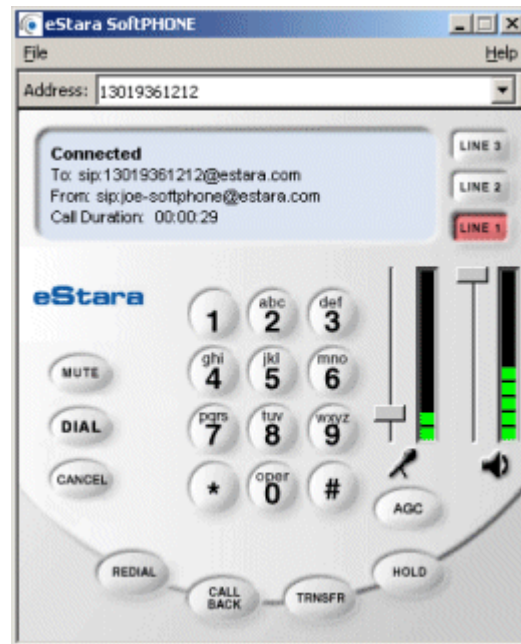 eStara SoftPHONE
File Help
Address: 13019361212
Connected
To: sip:13019361212@estara.com
From: sip:joe-softphone@estara.com
Call Duration: 00:00:29
LINE 3
LINE 2
LINE 1
eStara
1
abc
2
def
3
ghi
4
jkl
5
mno
6
pqrs
7
tuv
8
wxyz
9
*
oper
0
#
MUTE
DIAL
CANCEL
AGC
REDIAL
CALL
BACK
TRNSFR
HOLD